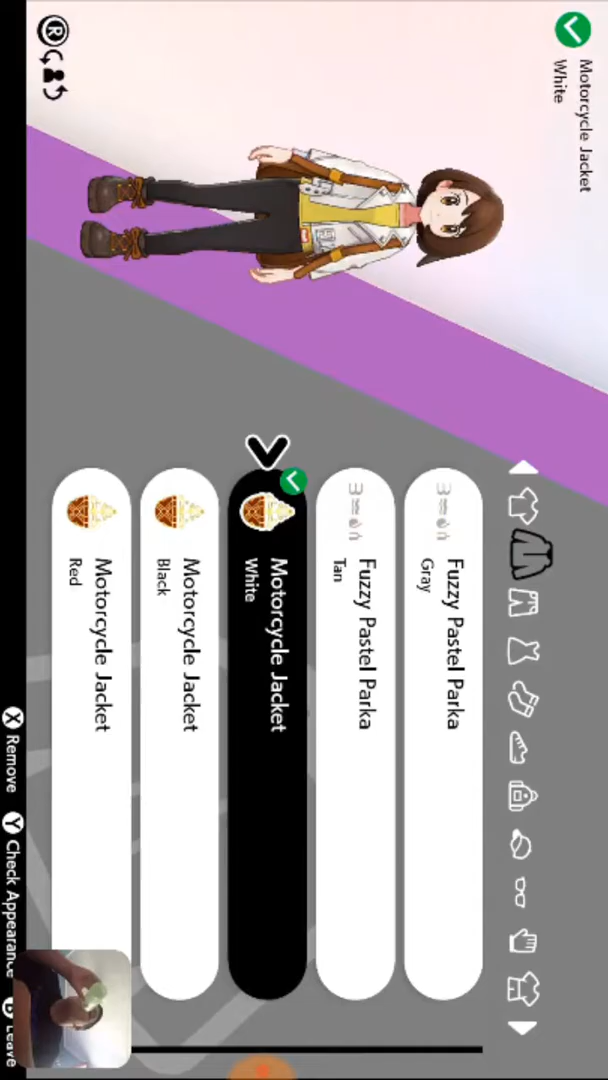 Motorcycle Jacket
White
R
Fuzzy Pastel Parka
Gray
Fuzzy Pastel Parka
Tan
Motorcycle Jacket
White
Motorcycle Jacket
Black
Motorcycle Jacket
Red
X Remove Y Check Appearance B Leave